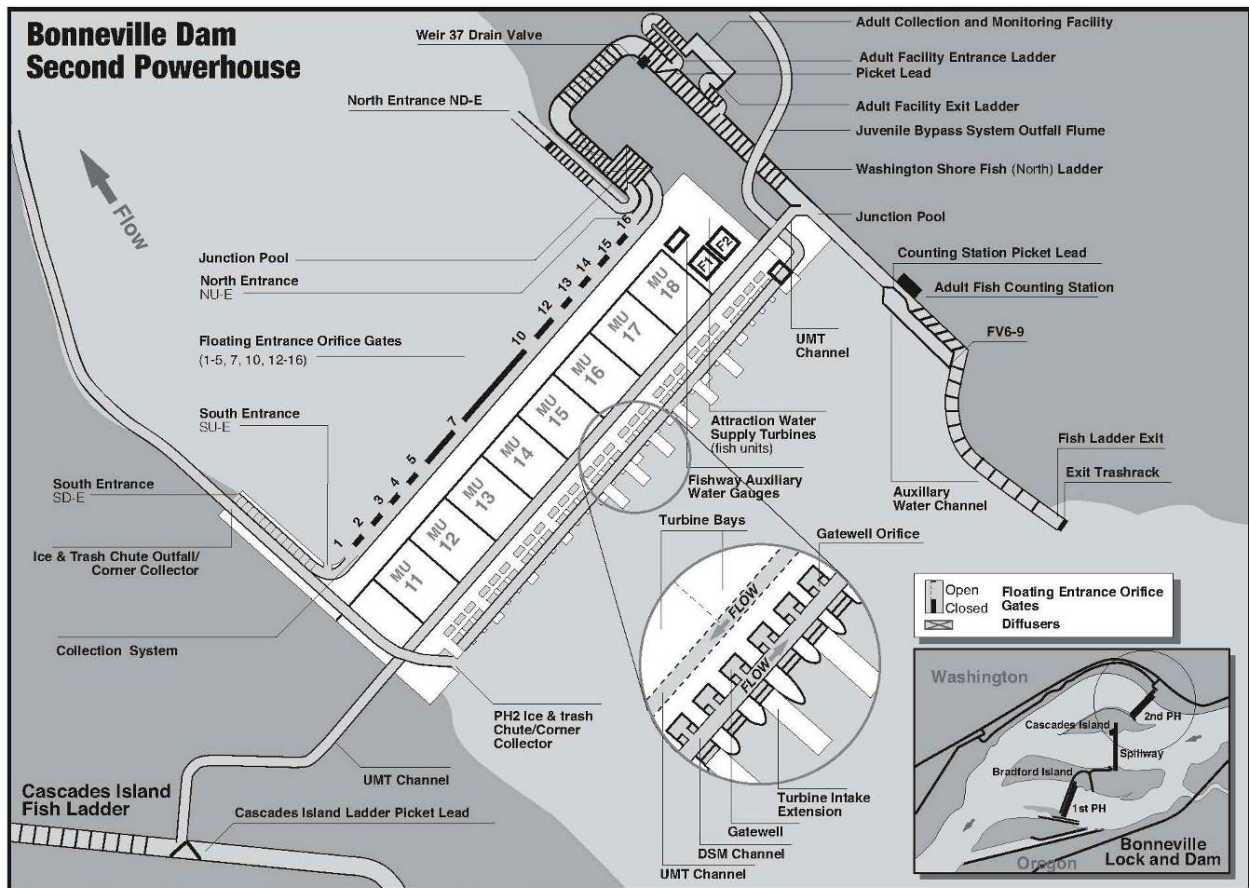 Bonneville Dam
Second Powerhouse
Weir 37 Drain Valve
North Entrance ND-E
Adult Collection and Monitoring Facility
Adult Facility Entrance Ladder
Picket Lead
Adult Facility Exit Ladder
Juvenile Bypass System Outfall Flume
Washington Shore Fish (North) Ladder
Junction Pool
Counting Station Picket Lead
Adult Fish Counting Station
FV6-9
UMT
Channel
Flow
Junction Pool
North Entrance
NU-E
Floating Entrance Orifice Gates
(1-5, 7, 10, 12-16)
South Entrance
SU-E
South Entrance
SD-E
Ice & Trash Chute Outfall/
Corner Collector
Collection System
16
15
14
13
12
10
7
5
4
3
2
1
F2
F1
MU
18
MU
17
MU
16
MU
15
MU
14
MU
13
MU
12
MU
11
Attraction Water
Supply Turbines
(fish units)
Fishway Auxiliary
Water Gauges
Auxillary
Water Channel
Fish Ladder Exit
Exit Trashrack
Turbine Bays
Gatewell Orifice
FLOW
FLOW
Turbine Intake
Extension
Gatewell
DSM Channel
UMT Channel
PH2 Ice & trash
Chute/Corner
Collector
UMT Channel
Cascades Island
Fish Ladder
Cascades Island Ladder Picket Lead
Open
Closed
Floating Entrance Orifice
Gates
Diffusers
Washington
Cascades Island
2nd PH
Spillway
Bradford Island
1st PH
Oregon
Bonneville
Lock and Dam